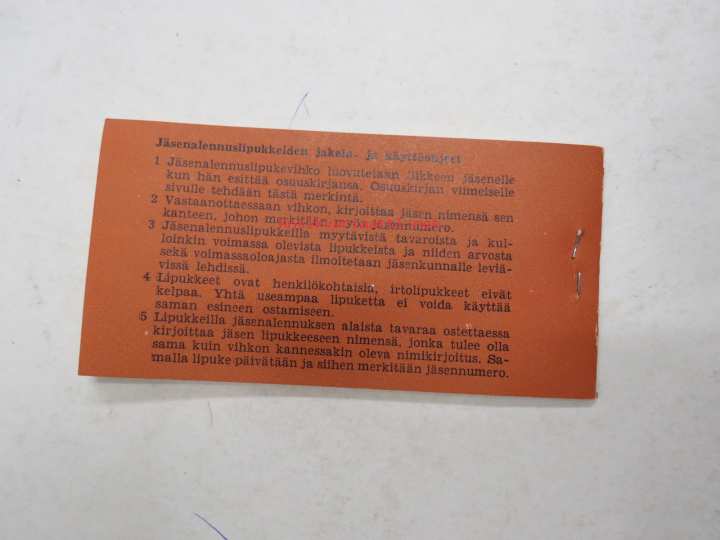 Jäsenalennuslipukkeiden jakelu- ja käyttöohjeet
1 Jäsenalennuslipukevihko luovutetaan liikkeen jäsenelle
kun hän esittää osuuskirjansa. Osuuskirjan viimeiselle
sivulle tehdään tästä merkintä.
2 Vastaanottaessaan vihkon, kirjoittaa jäsen nimensä sen
kanteen, johon merkitään myös jäsennumero.
3 Jäsenalennuslipukkeilla myytävistä tavaroista ja kul-
loinkin voimassa olevista lipukkeista ja niiden arvosta
sekä voimassaoloajasta ilmoitetaan jäsenkunnalle leviä-
vissä lehdissä.
4 Lipukkeet ovat henkilökohtaisia, irtolipukkeet eivät
kelpaa. Yhtä useampaa lipuketta ei voida käyttää
saman esineen ostamiseen.
5 Lipukkeilla jäsenalennuksen alaista tavaraa ostettaessa
kirjoittaa jäsen lipukkeeseen nimensä, jonka tulee olla
sama kuin vihkon kannessakin oleva nimikirjoitus. Sa-
malla lipuke päivätään ja siihen merkitään jäsennumero.